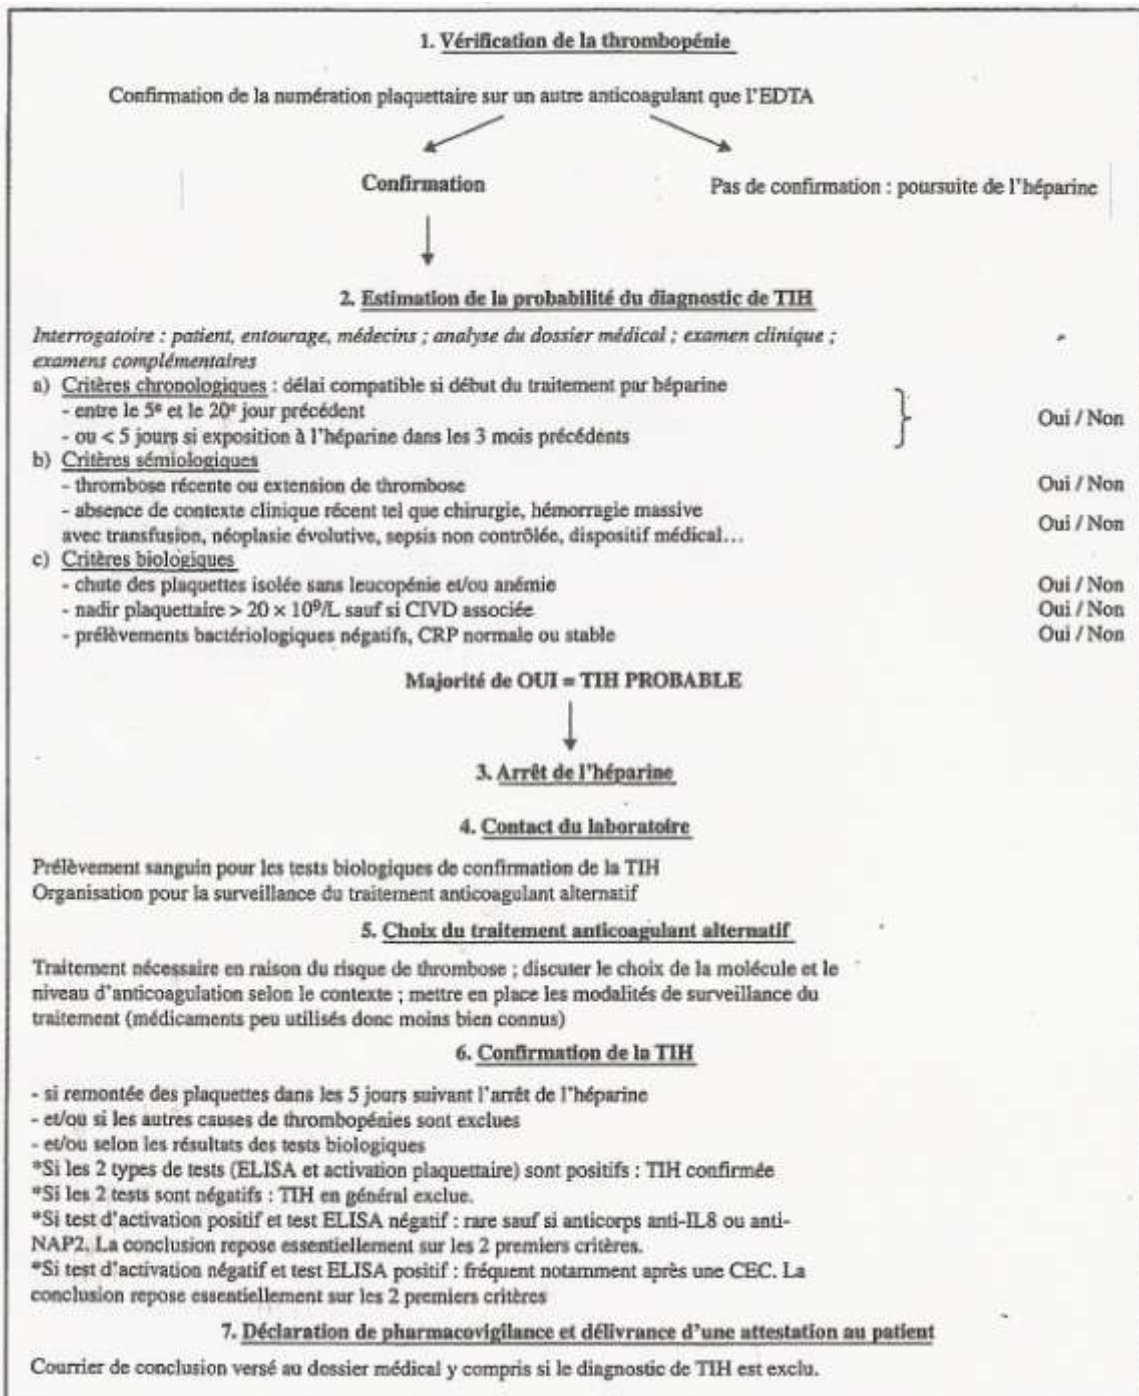 1. Vérification de la thrombopénie
Confirmation de la numération plaquettaire sur un autre anticoagulant que l'EDTA
Confirmation
Pas de confirmation : poursuite de l'héparine
2. Estimation de la probabilité du diagnostic de TIH
Interrogatoire : patient, entourage, médecins ; analyse du dossier médical ; examen clinique ;
examens complémentaires
a) Critères chronologiques : délai compatible si début du traitement par héparine
- entre le 5e et le 20e jour précédent
- ou < 5 jours si exposition à l'héparine dans les 3 mois précédents
Oui / Non
b) Critères sémiologiques
- thrombose récente ou extension de thrombose Oui / Non
- absence de contexte clinique récent tel que chirurgie, hémorragie massive
avec transfusion, néoplasie évolutive, sepsis non contrôlée, dispositif médical...
Oui / Non
c) Critères biologiques
- chute des plaquettes isolée sans leucopénie et/ou anémie Oui / Non
- nadir plaquettaire > 20 × 10⁹/L sauf si CIVD associée Oui / Non
- prélèvements bactériologiques négatifs, CRP normale ou stable Oui / Non
Majorité de OUI = TIH PROBABLE
3. Arrêt de l'héparine
4. Contact du laboratoire
Prélèvement sanguin pour les tests biologiques de confirmation de la TIH
Organisation pour la surveillance du traitement anticoagulant alternatif
5. Choix du traitement anticoagulant alternatif
Traitement nécessaire en raison du risque de thrombose ; discuter le choix de la molécule et le
niveau d'anticoagulation selon le contexte ; mettre en place les modalités de surveillance du
traitement (médicaments peu utilisés donc moins bien connus)
6. Confirmation de la TIH
- si remontée des plaquettes dans les 5 jours suivant l'arrêt de l'héparine
- et/ou si les autres causes de thrombopénies sont exclues
- et/ou selon les résultats des tests biologiques
*Si les 2 types de tests (ELISA et activation plaquettaire) sont positifs : TIH confirmée
*Si les 2 tests sont négatifs : TIH en général exclue.
*Si test d'activation positif et test ELISA négatif : rare sauf si anticorps anti-IL8 ou anti-
NAP2. La conclusion repose essentiellement sur les 2 premiers critères.
*Si test d'activation négatif et test ELISA positif : fréquent notamment après une CEC. La
conclusion repose essentiellement sur les 2 premiers critères
7. Déclaration de pharmacovigilance et délivrance d'une attestation au patient
Courrier de conclusion versé au dossier médical y compris si le diagnostic de TIH est exclu.